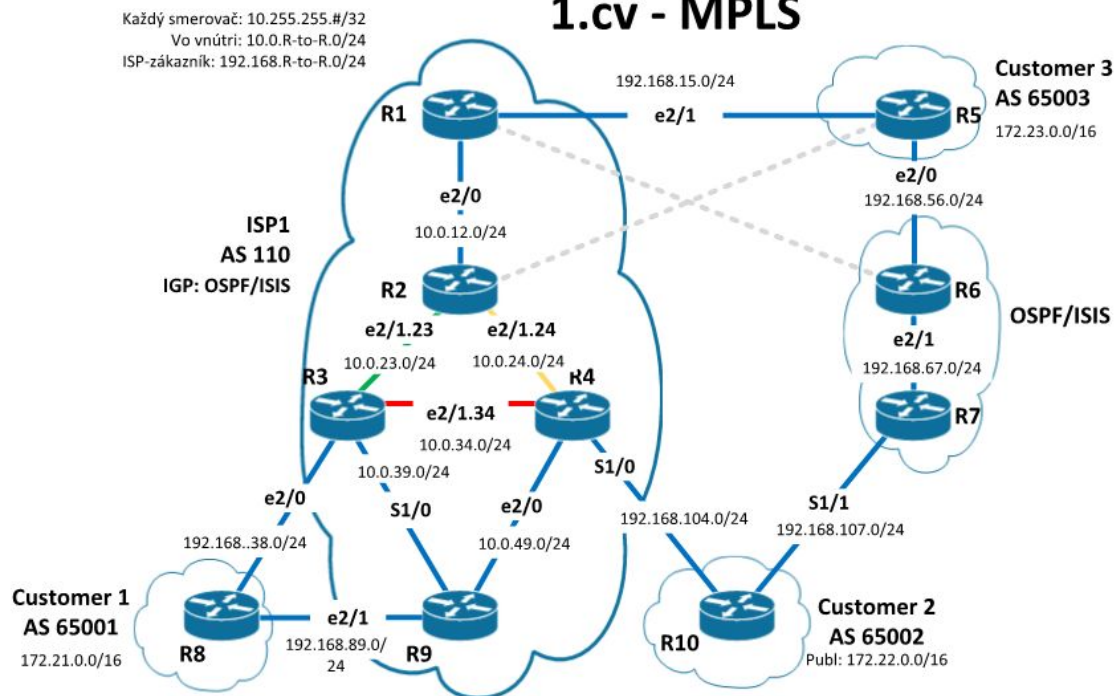 1.cv - MPLS
Každý smerovač: 10.255.255.#/32
Vo vnútri: 10.0.R-to-R.0/24
ISP-zákazník: 192.168.R-to-R.0/24
192.168.15.0/24
Customer 3
AS 65003
172.23.0.0/16
R1
e2/1
R5
e2/0
e2/0
192.168.56.0/24
ISP1
AS 110
IGP: OSPF/ISIS
10.0.12.0/24
R2
R6
OSPF/ISIS
e2/1.23
e2/1.24
e2/1
10.0.23.0/24
10.0.24.0/24
192.168.67.0/24
R3
R4
e2/1.34
R7
10.0.34.0/24
10.0.39.0/24
S1/0
e2/0
S1/0
e2/0
S1/1
192.168.104.0/24
192.168.107.0/24
192.168..38.0/24
10.0.49.0/24
Customer 1
AS 65001
172.21.0.0/16
R8
e2/1
192.168.89.0/
24
R9
R10
Customer 2
AS 65002
Publ: 172.22.0.0/16